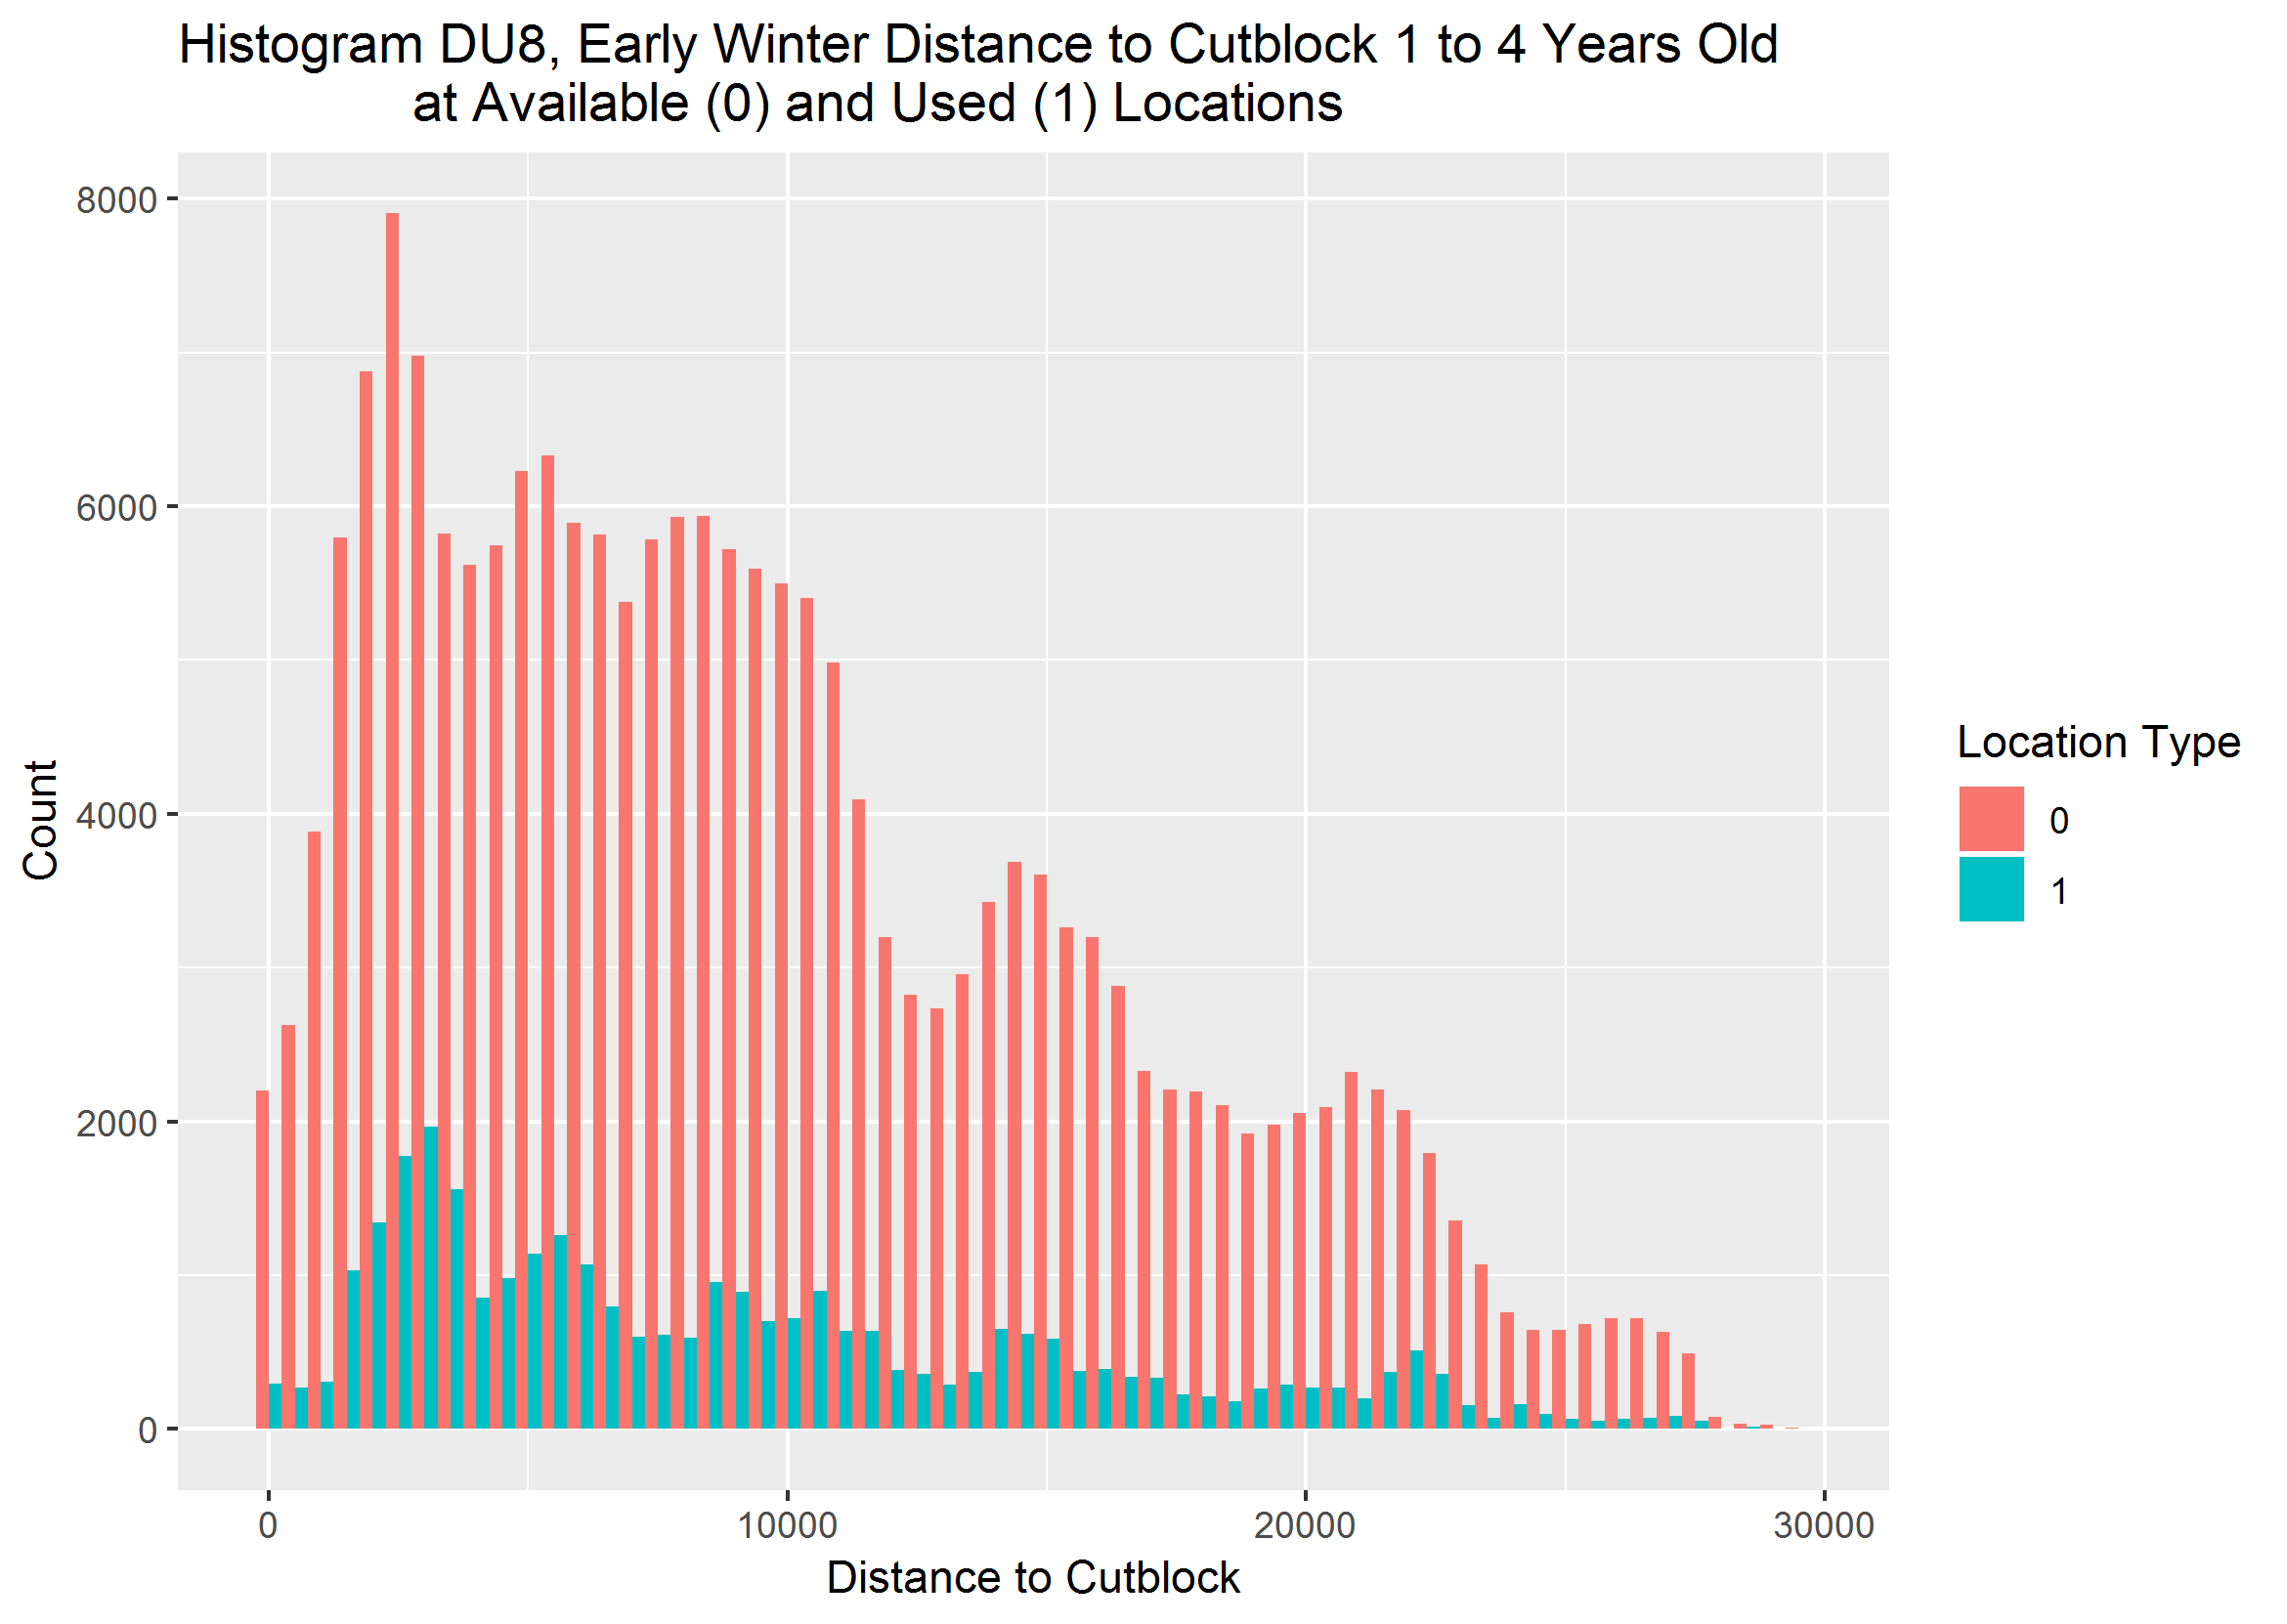 Histogram DU8, Early Winter Distance to Cutblock 1 to 4 Years Old
at Available (0) and Used (1) Locations
8000
6000
4000
2000
0
Count
0
10000
20000
30000
Distance to Cutblock
Location Type
0
1